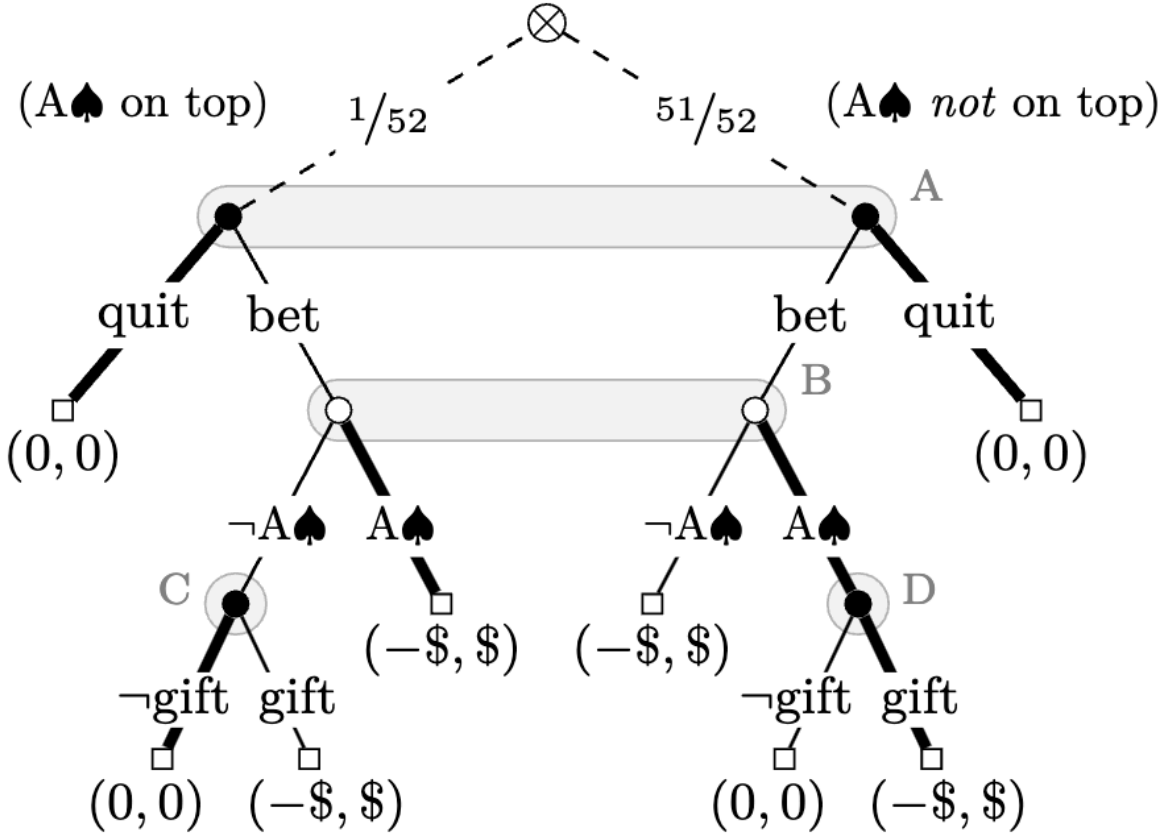 (A♠ on top) 1/52 51/52 (A♠ not on top)
A
quit bet bet quit
B
(0, 0) (0, 0)
¬A♠ A♠ ¬A♠ A♠
C D
(−$, $) (−$, $)
¬gift gift ¬gift gift
(0, 0) (−$, $) (0, 0) (−$, $)